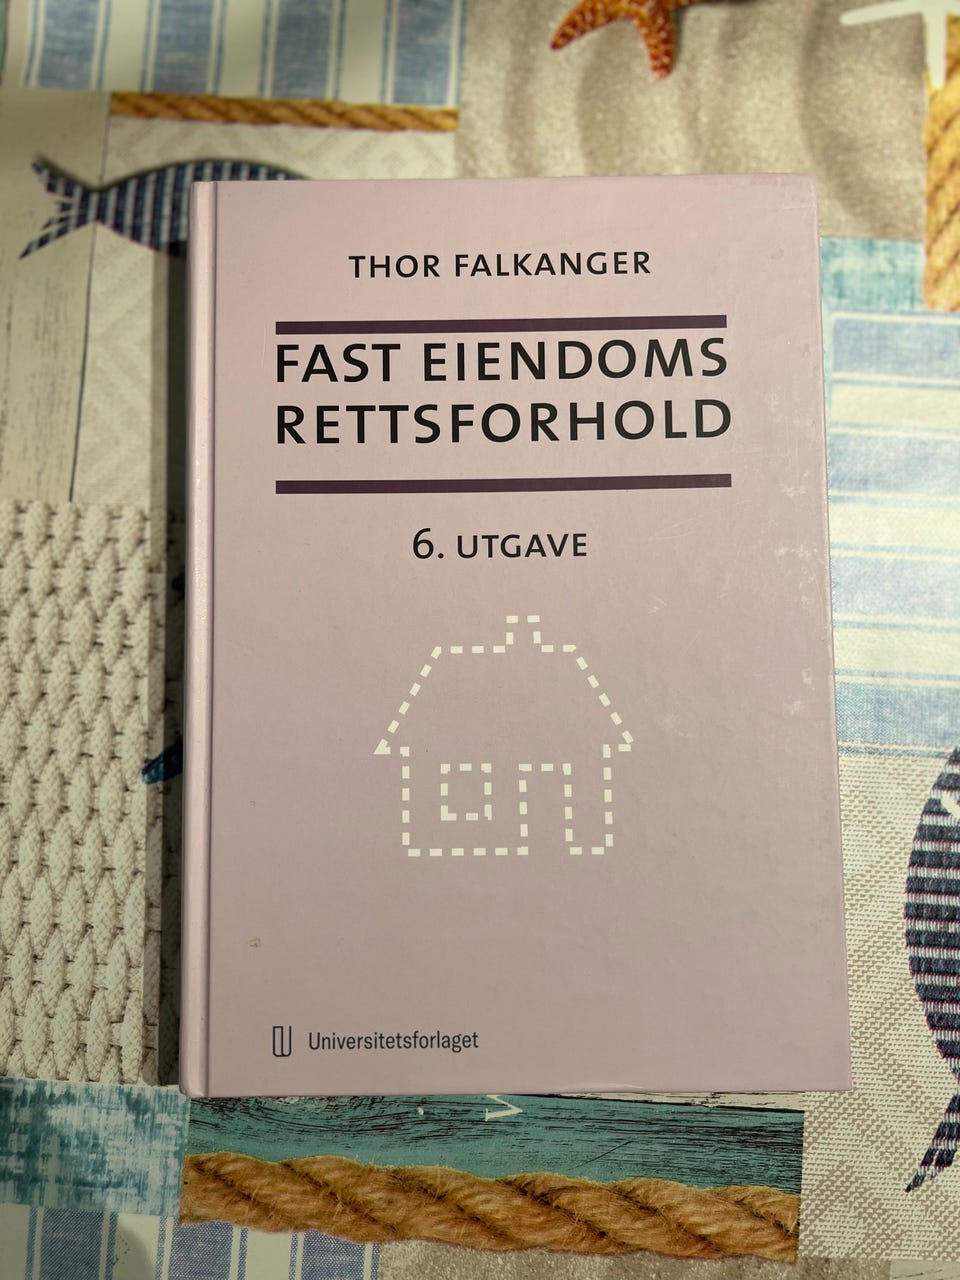 THOR FALKANGER
FAST EIENDOMS
RETTSFORHOLD
6. UTGAVE
Universitetsforlaget